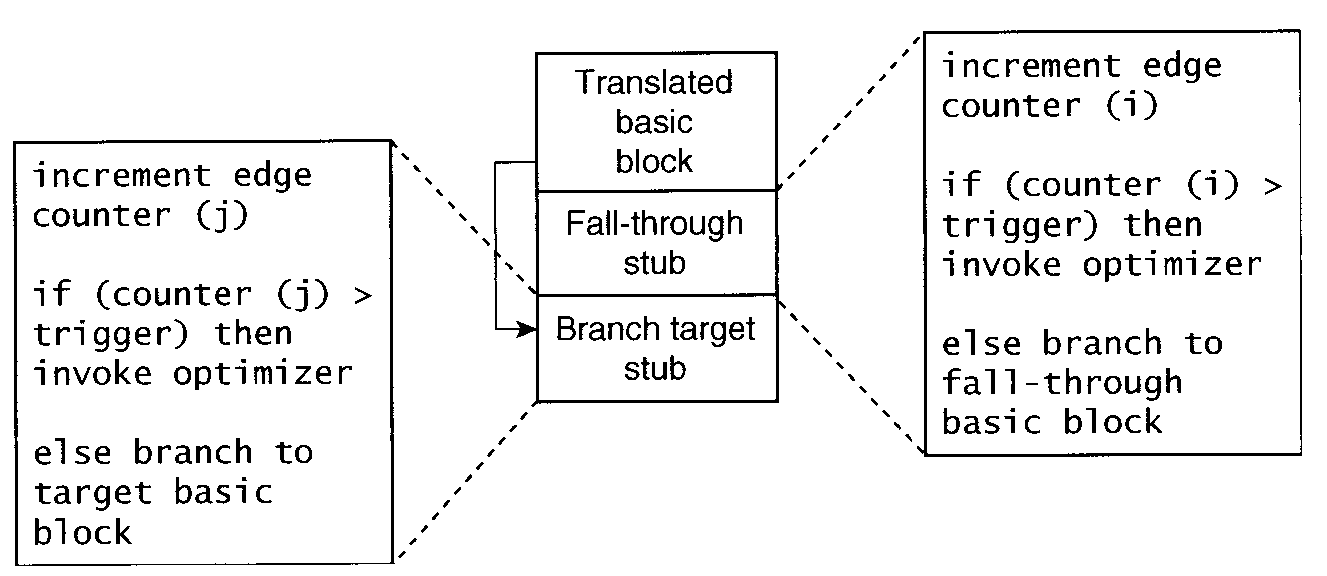 increment edge
counter (j)
if (counter (j) >
trigger) then
invoke optimizer
else branch to
target basic
block
Translated
basic
block
Fall-through
stub
Branch target
stub
increment edge
counter (i)
if (counter (i) >
trigger) then
invoke optimizer
else branch to
fall-through
basic block